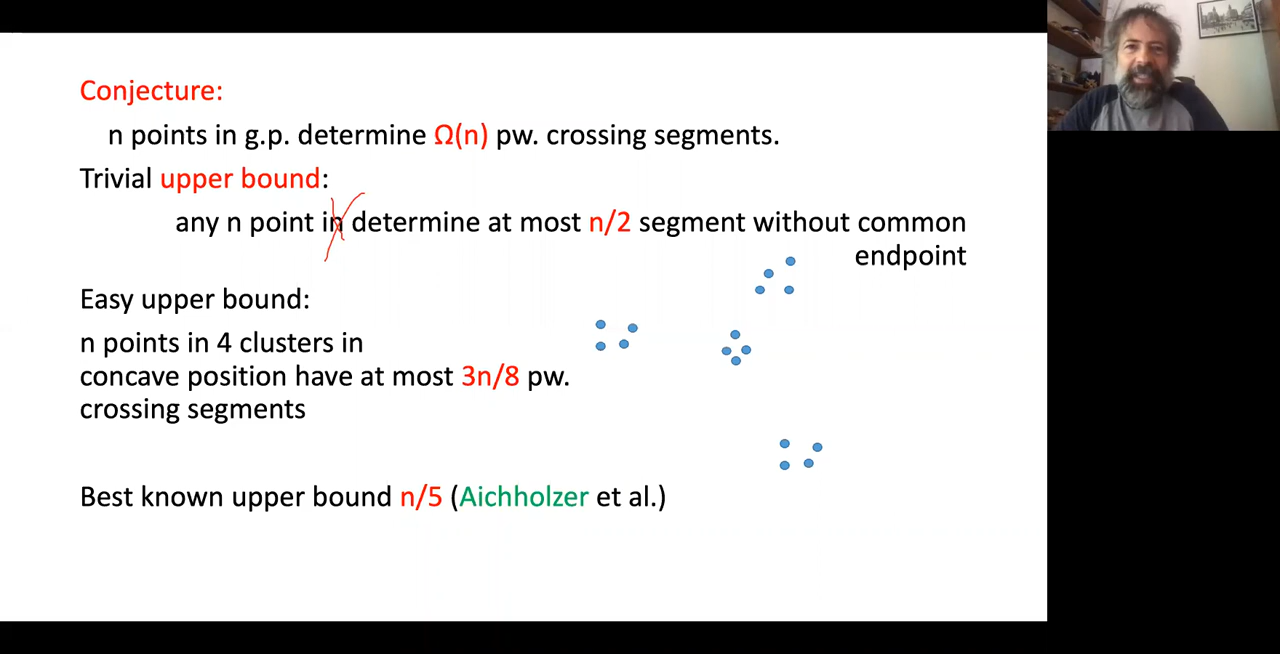 Conjecture:
n points in g.p. determine Ω(n) pw. crossing segments.
Trivial upper bound:
any n point in determine at most n/2 segment without common
endpoint
Easy upper bound:
n points in 4 clusters in
concave position have at most 3n/8 pw.
crossing segments
Best known upper bound n/5 (Aichholzer et al.)